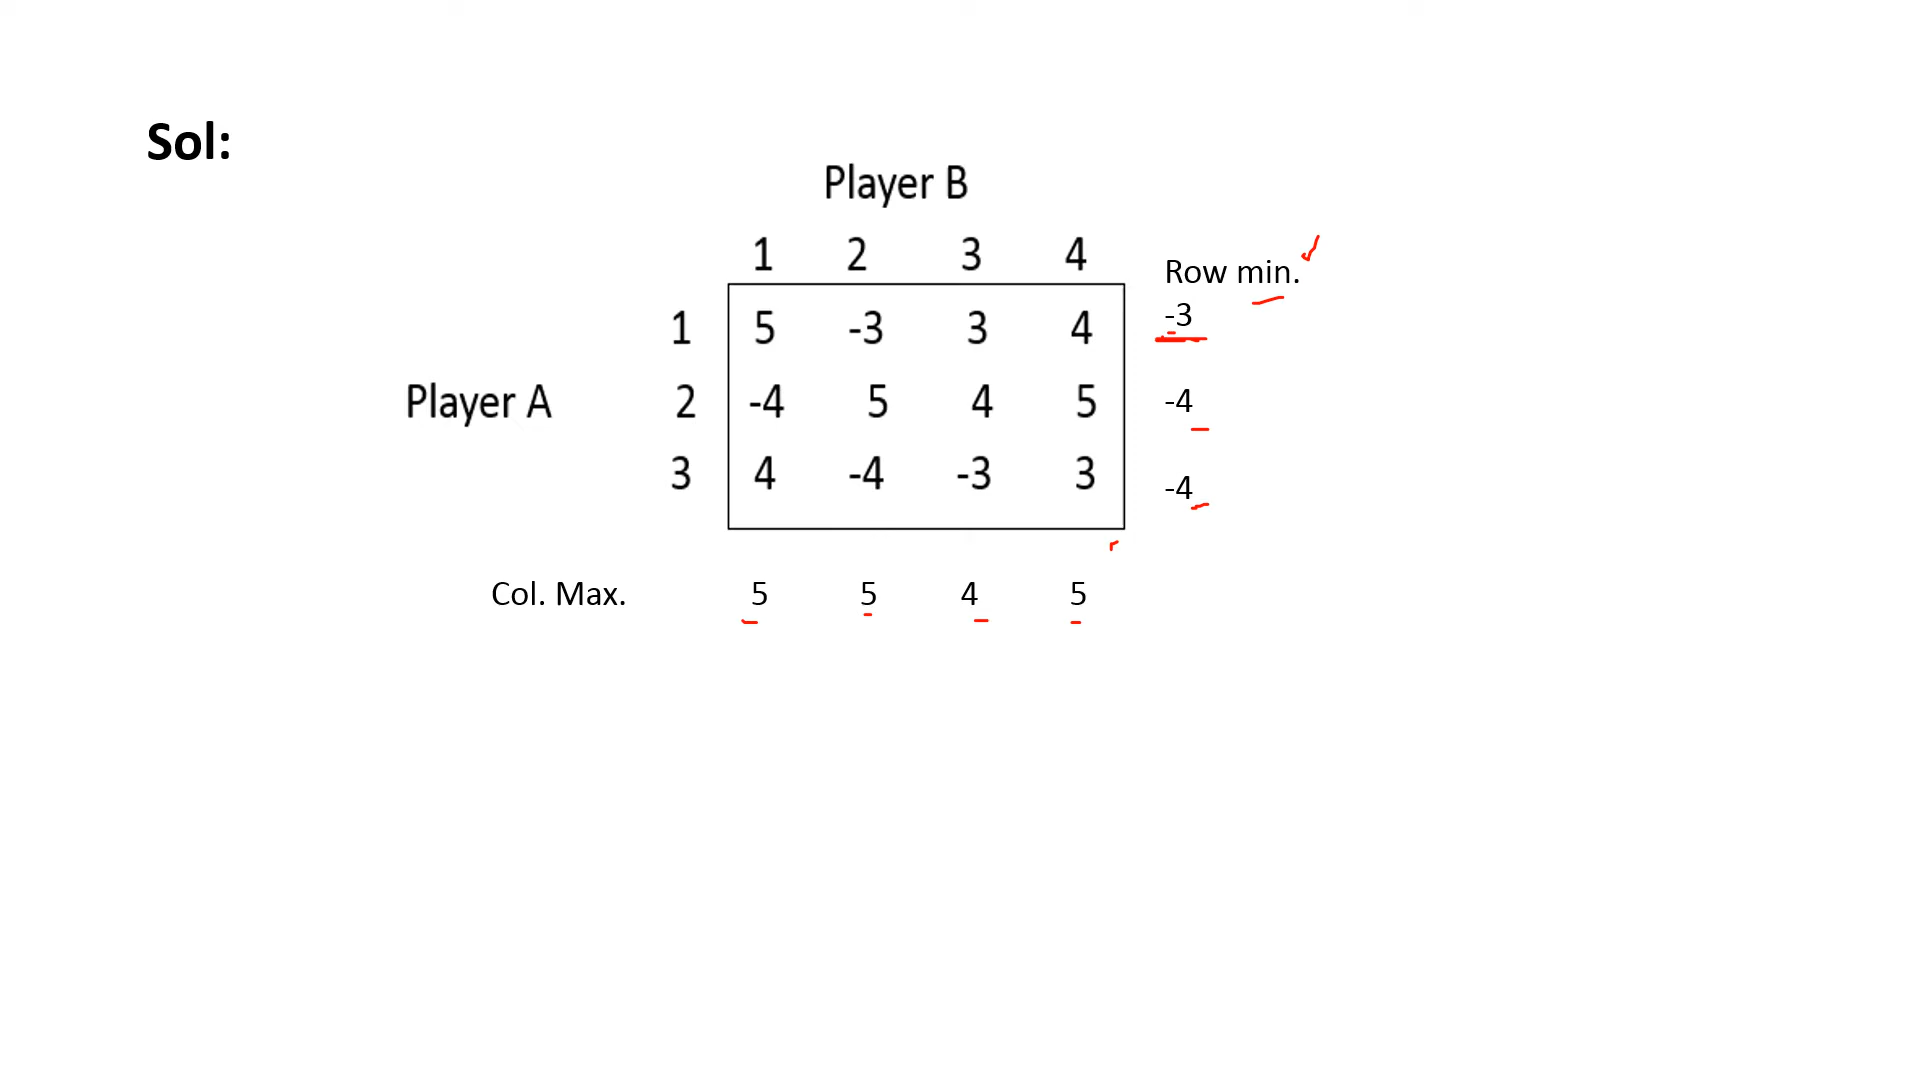 Sol:
Player B
1 2 3 4
Row min.
1 5 -3 3 4 -3
Player A 2 -4 5 4 5 -4
3 4 -4 -3 3 -4
Col. Max. 5 5 4 5